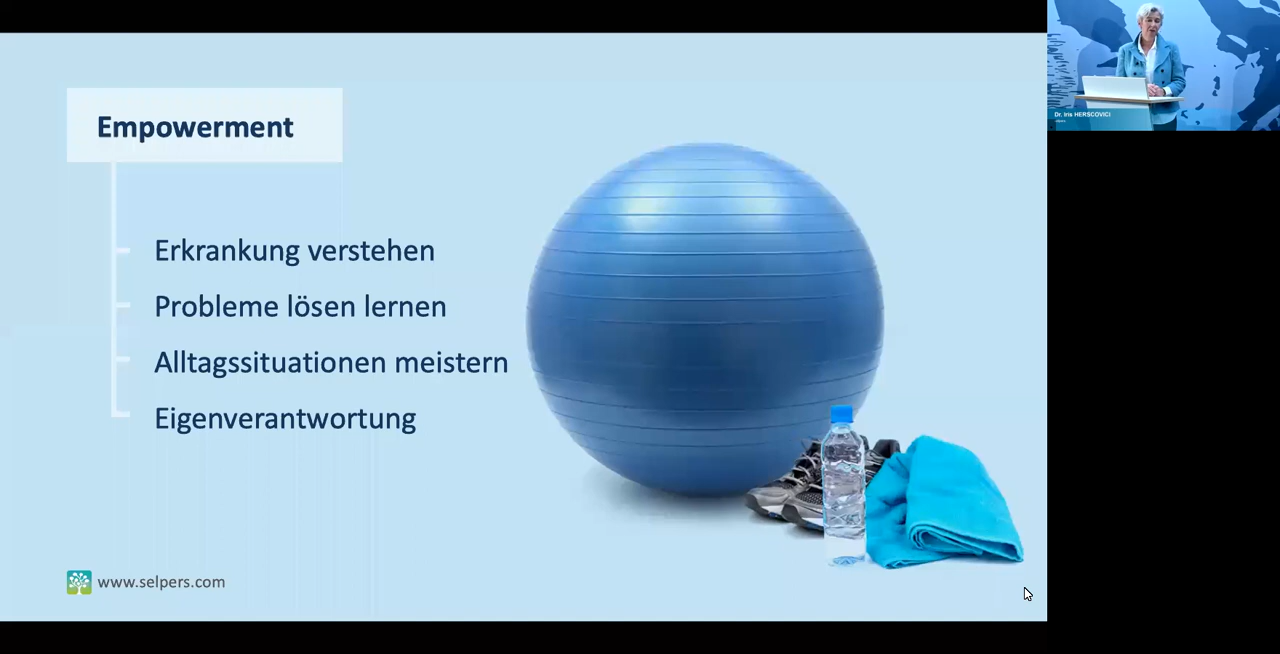 Empowerment
Erkrankung verstehen
Probleme lösen lernen
Alltagssituationen meistern
Eigenverantwortung
www.selpers.com
Dr. Iris HERSCOVICI